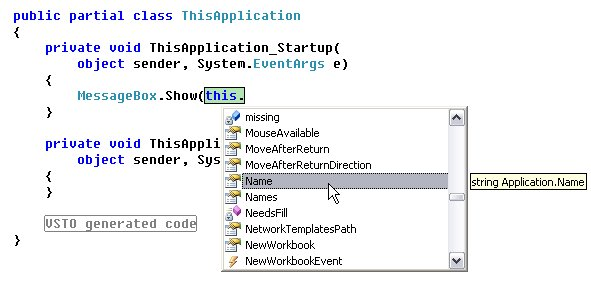 public partial class ThisApplication
{
private void ThisApplication_Startup(
object sender, System.EventArgs e)
{
MessageBox.Show(this.
}
missing
MouseAvailable
MoveAfterReturn
MoveAfterReturnDirection
Name
string Application.Name
Names
NeedsFill
NetworkTemplatesPath
NewWorkbook
NewWorkbookEvent
private void ThisAppli
object sender, Sys
{
}
VSTO generated code
}